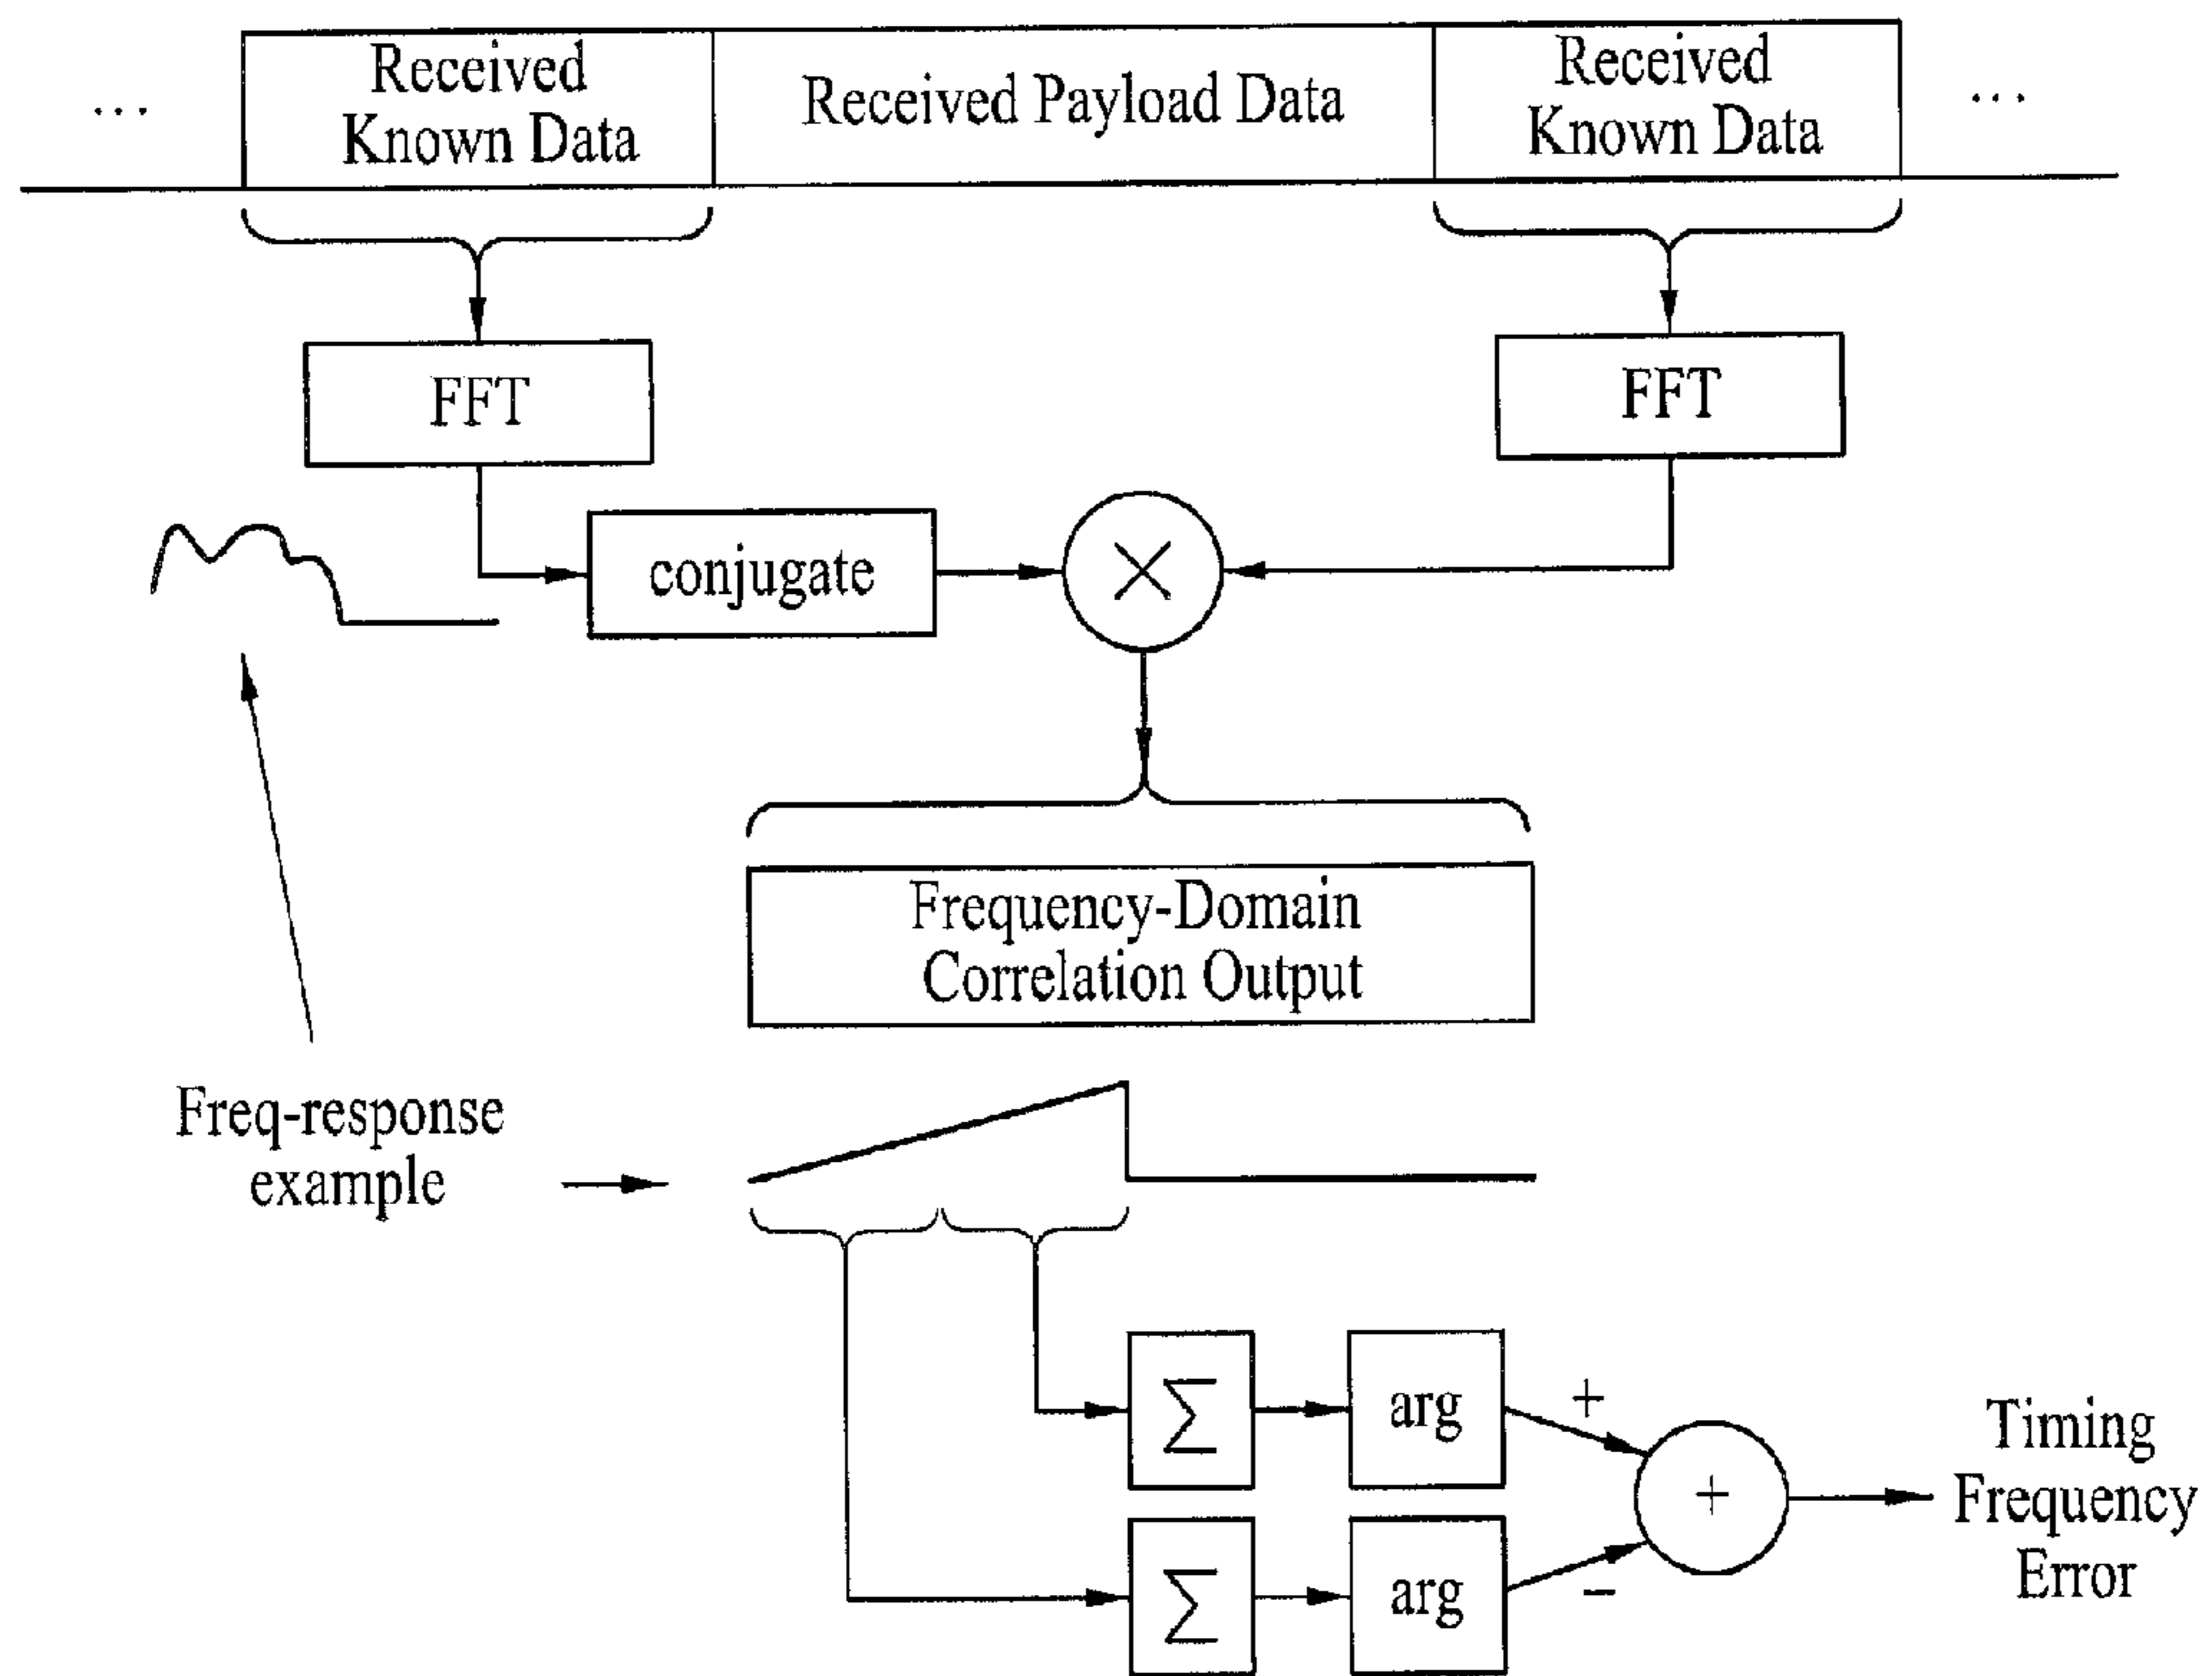 ...
Received
Known Data
Received Payload Data
Received
Known Data
...
FFT
FFT
conjugate
×
Frequency-Domain
Correlation Output
Freq-response
example
Σ
arg
+
+
Timing
Frequency
Error
Σ
arg
−